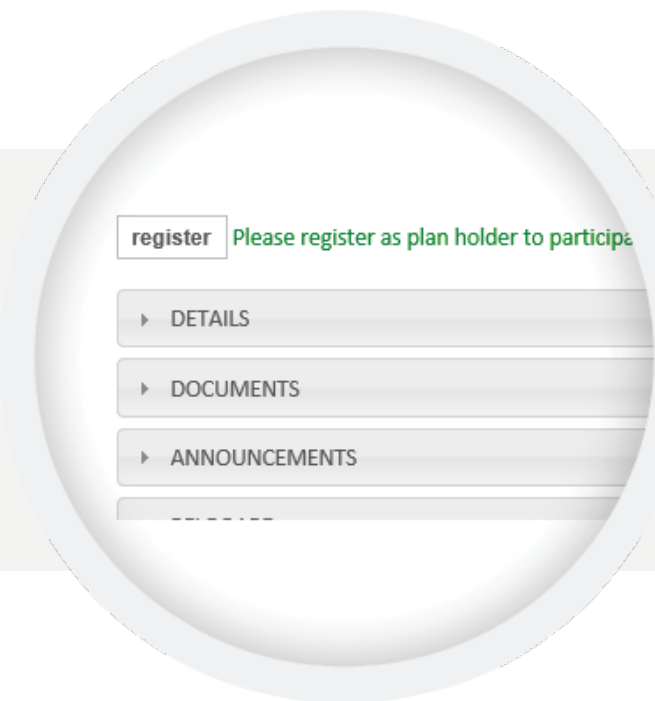 register Please register as plan holder to participa
DETAILS
DOCUMENTS
ANNOUNCEMENTS